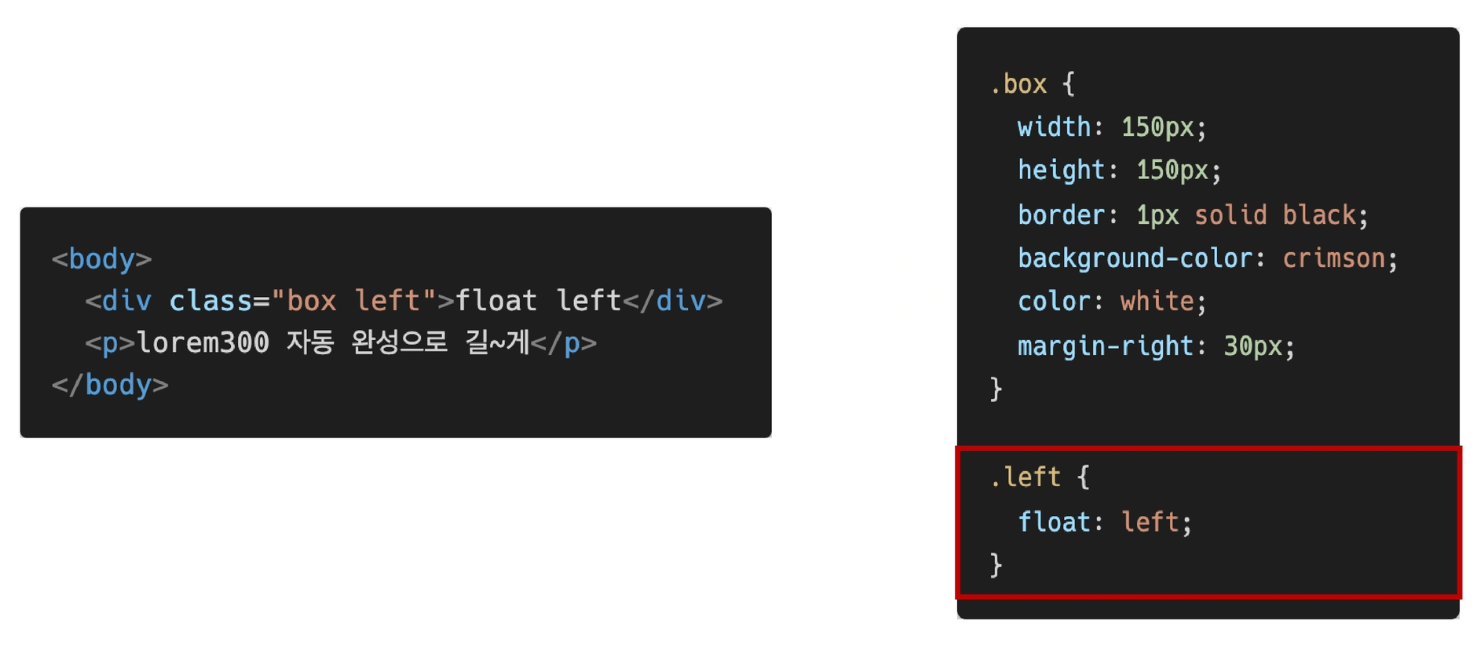 <body>
<div class="box left">float left</div>
<p>lorem300 자동 완성으로 길~게</p>
</body>
.box {
width: 150px;
height: 150px;
border: 1px solid black;
background-color: crimson;
color: white;
margin-right: 30px;
}
.left {
float: left;
}